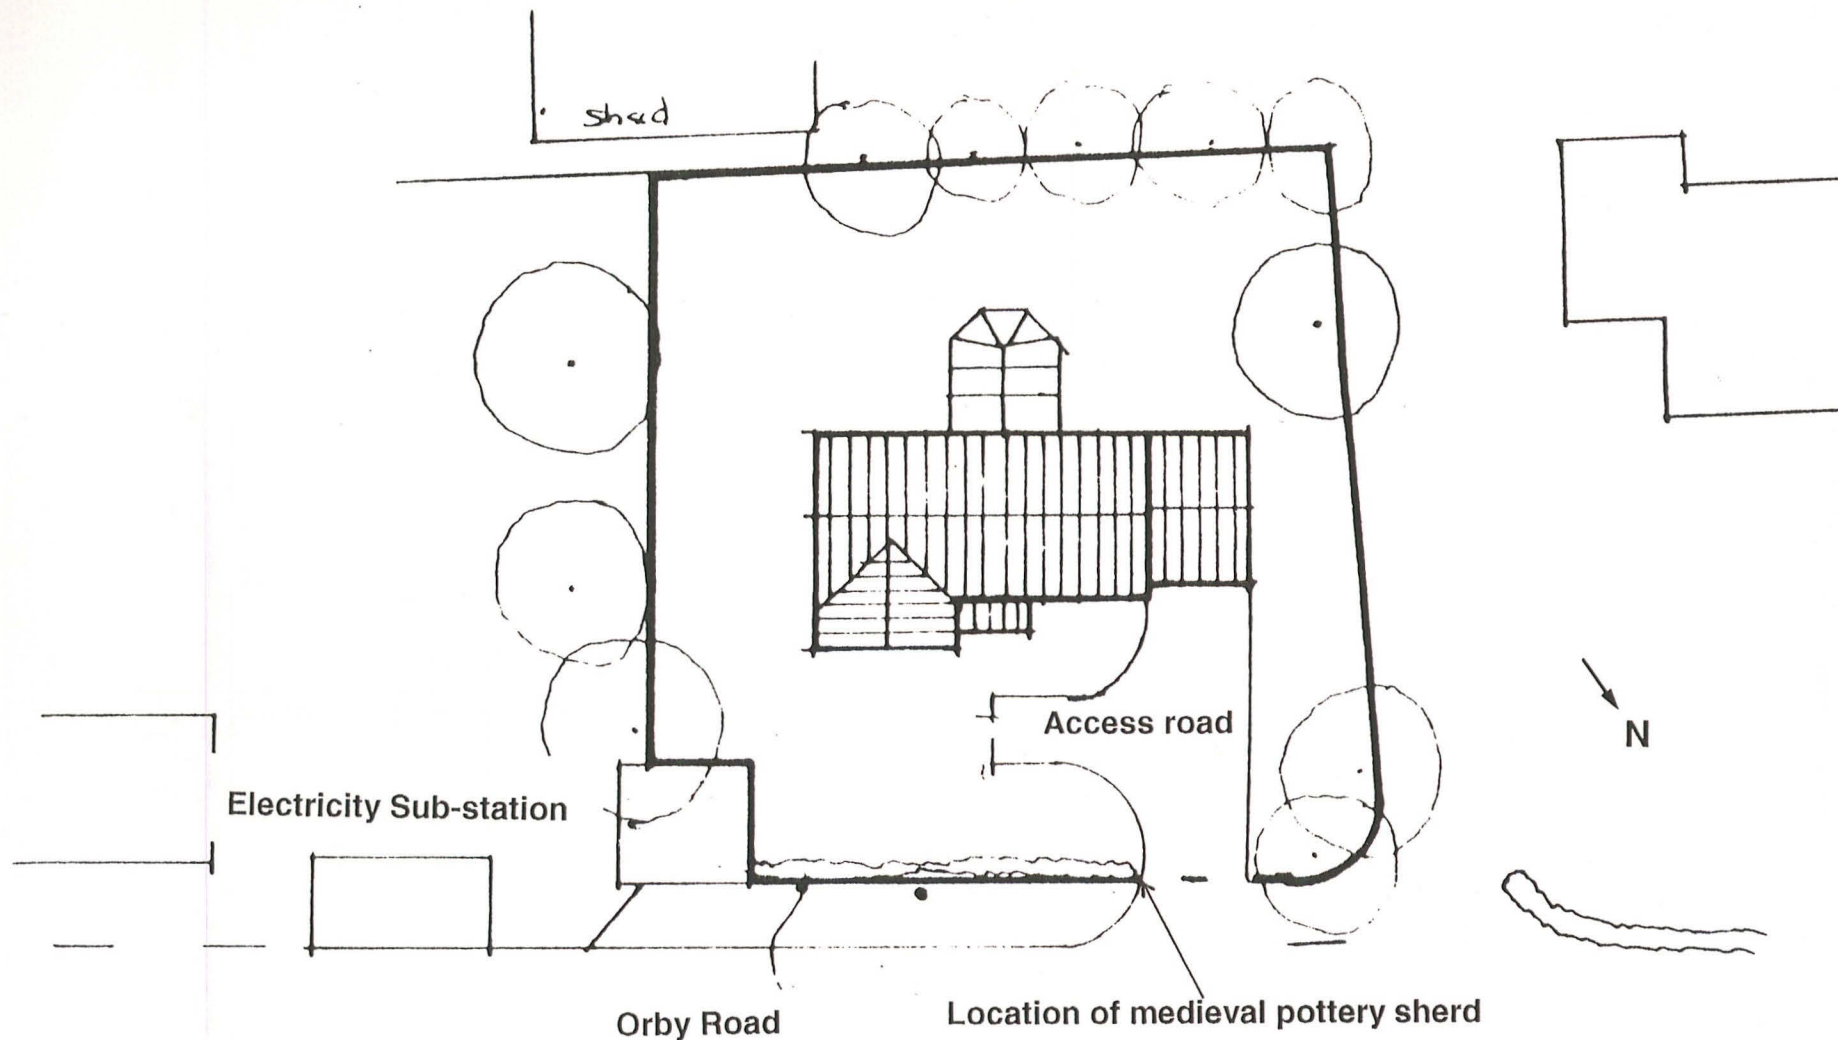 shed
Access road
N
Electricity Sub-station
Location of medieval pottery sherd
Orby Road